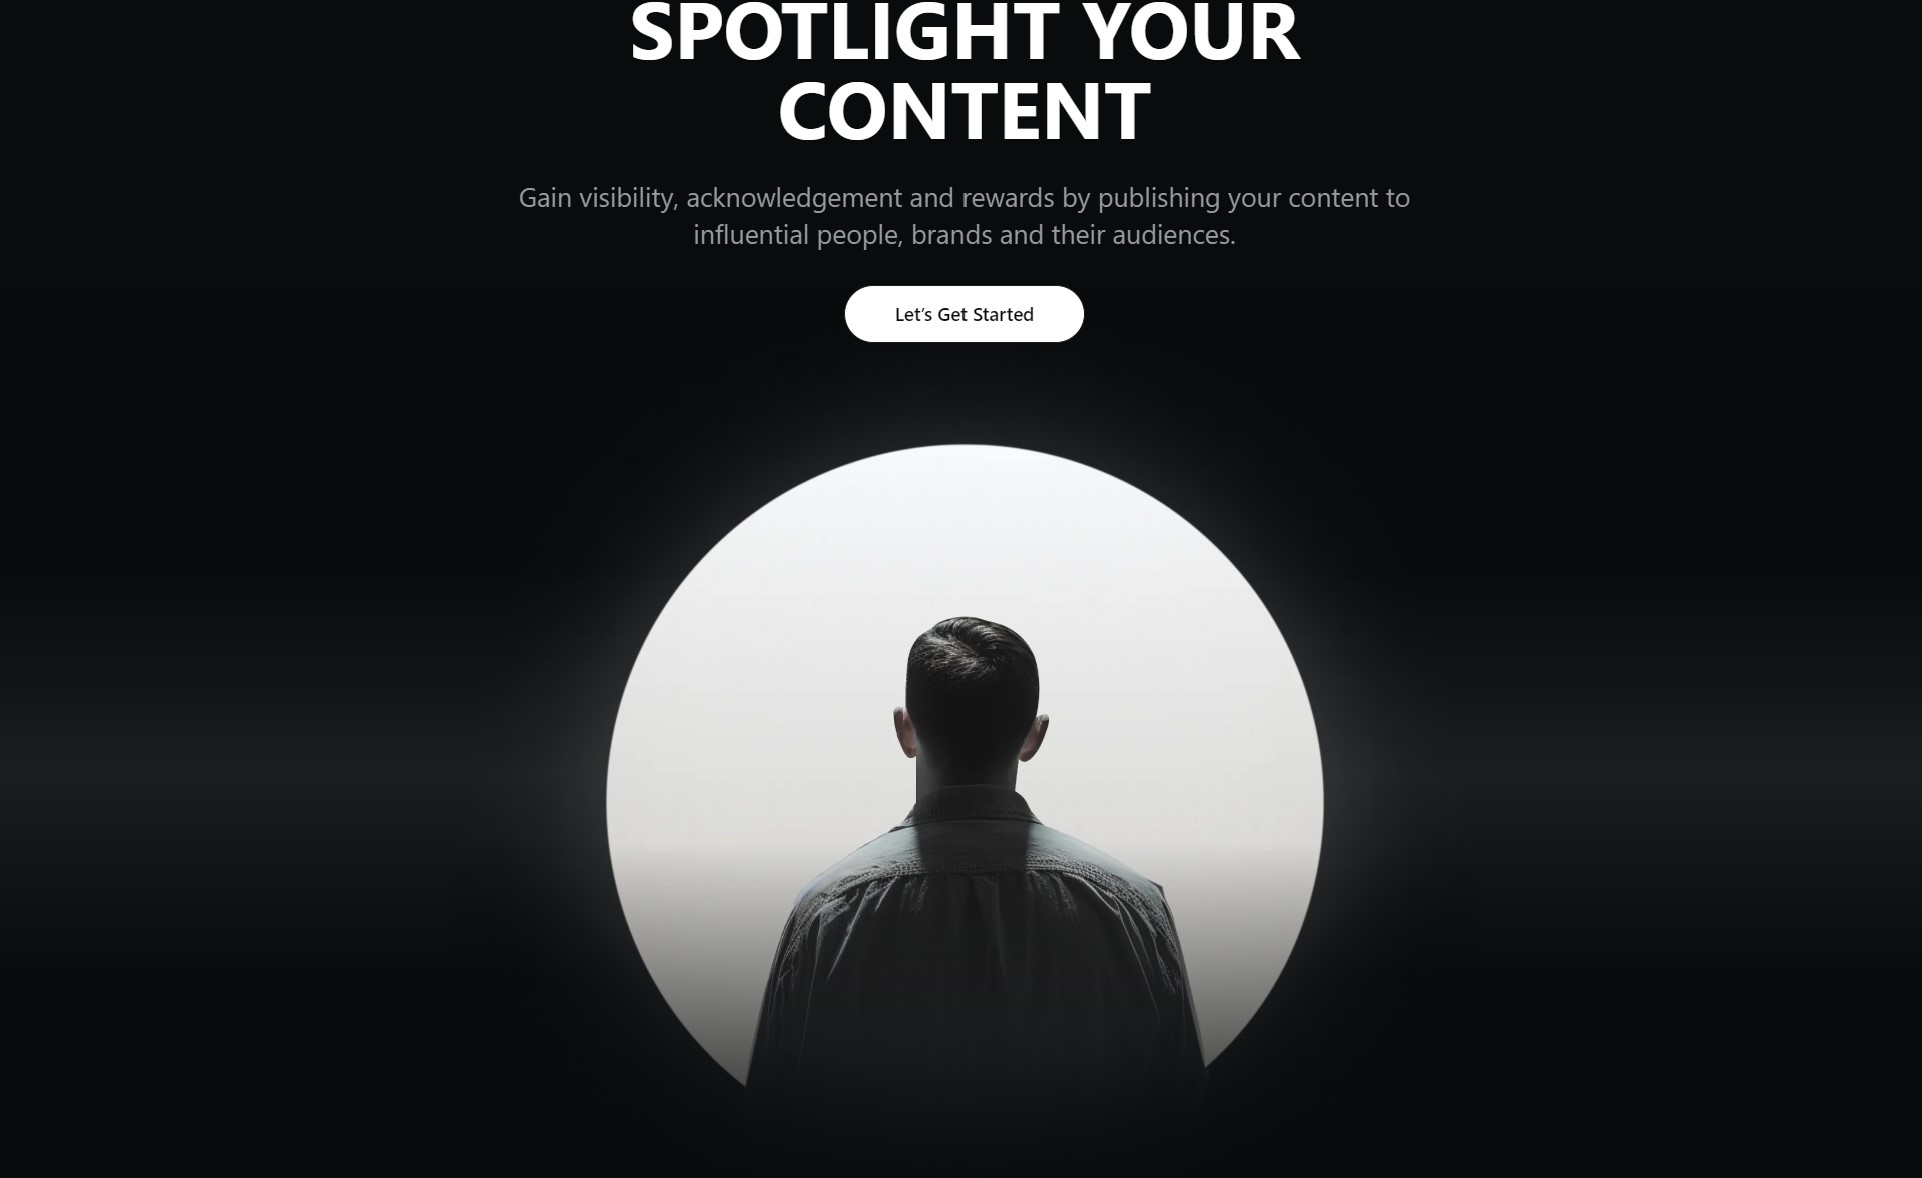 SPOTLIGHT YOUR
CONTENT
Gain visibility, acknowledgement and rewards by publishing your content to
influential people, brands and their audiences.
Let's Get Started